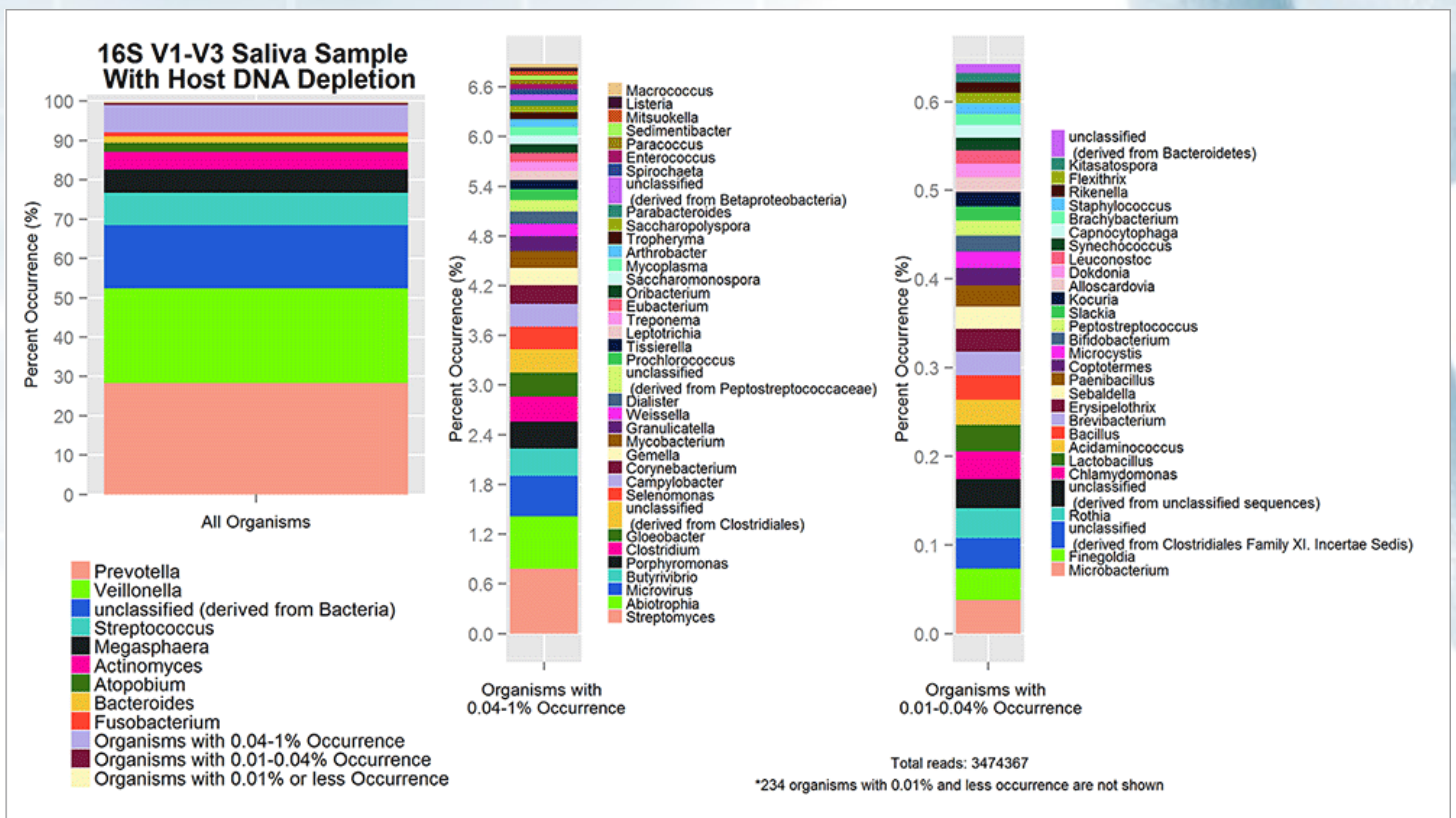 16S V1-V3 Saliva Sample
With Host DNA Depletion
Percent Occurrence (%)
100
90
80
70
60
50
40
30
20
10
0
All Organisms
Prevotella
Veillonella
unclassified (derived from Bacteria)
Streptococcus
Megasphaera
Actinomyces
Atopobium
Bacteroides
Fusobacterium
Organisms with 0.04-1% Occurrence
Organisms with 0.01-0.04% Occurrence
Organisms with 0.01% or less Occurrence
Percent Occurrence (%)
6.6
6.0
5.4
4.8
4.2
3.6
3.0
2.4
1.8
1.2
0.6
0.0
Organisms with
0.04-1% Occurrence
Macrococcus
Listeria
Mitsuokella
Sedimentibacter
Paracoccus
Enterococcus
Spirochaeta
unclassified
(derived from Betaproteobacteria)
Parabacteroides
Saccharopolyspora
Tropheryma
Arthrobacter
Mycoplasma
Saccharomonospora
Oribacterium
Eubacterium
Treponema
Leptotrichia
Tissierella
Prochlorococcus
unclassified
(derived from Peptostreptococcaceae)
Dialister
Weissella
Granulicatella
Mycobacterium
Gemella
Corynebacterium
Campylobacter
Selenomonas
unclassified
(derived from Clostridiales)
Gloeobacter
Clostridium
Porphyromonas
Butyrivibrio
Microvirus
Abiotrophia
Streptomyces
Percent Occurrence (%)
0.6
0.5
0.4
0.3
0.2
0.1
0.0
Organisms with
0.01-0.04% Occurrence
unclassified
(derived from Bacteroidetes)
Kitasatospora
Flexithrix
Rikenella
Staphylococcus
Brachybacterium
Capnocytophaga
Synechococcus
Leuconostoc
Dokdonia
Alloscardovia
Kocuria
Slackia
Peptostreptococcus
Bifidobacterium
Microcystis
Coptotermes
Paenibacillus
Sebaldella
Erysipelothrix
Brevibacterium
Bacillus
Acidaminococcus
Lactobacillus
Chlamydomonas
unclassified
(derived from unclassified sequences)
Rothia
unclassified
(derived from Clostridiales Family XI. Incertae Sedis)
Finegoldia
Microbacterium
Total reads: 3474367
*234 organisms with 0.01% and less occurrence are not shown